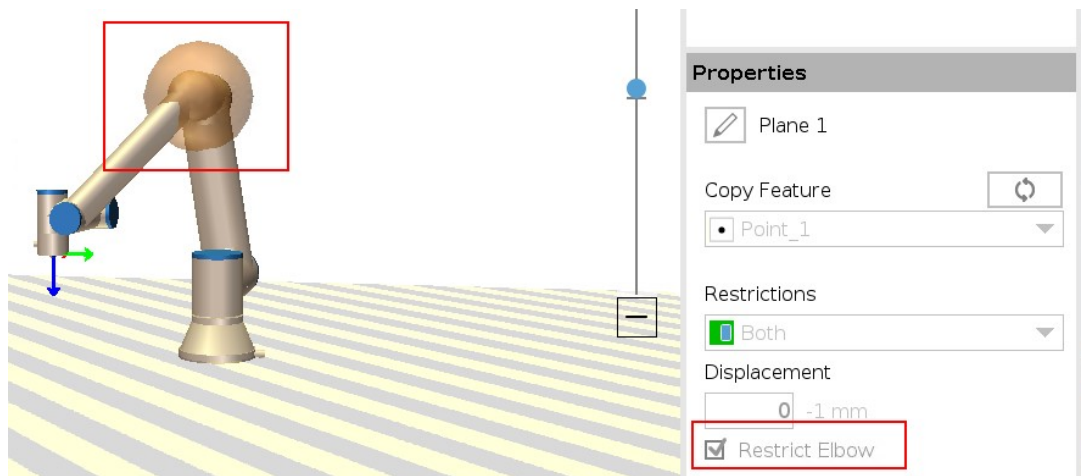 Properties
Plane 1
Copy Feature
Point_1
Restrictions
Both
Displacement
0 -1 mm
Restrict Elbow